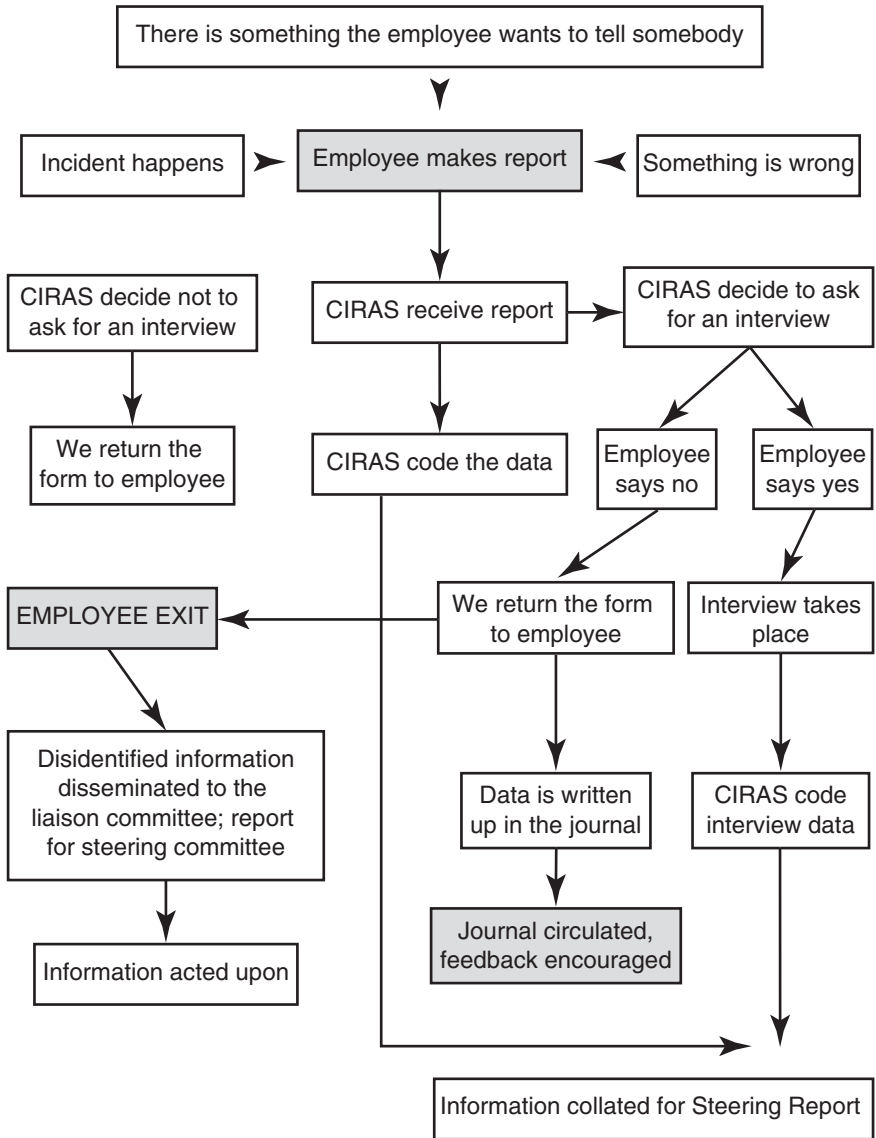 There is something the employee wants to tell somebody
Incident happens
Employee makes report
Something is wrong
CIRAS decide not to
ask for an interview
CIRAS receive report
CIRAS decide to ask
for an interview
We return the
form to employee
CIRAS code the data
Employee
says no
Employee
says yes
EMPLOYEE EXIT
We return the form
to employee
Interview takes
place
Disidentified information
disseminated to the
liaison committee; report
for steering committee
Data is written
up in the journal
CIRAS code
interview data
Information acted upon
Journal circulated,
feedback encouraged
Information collated for Steering Report